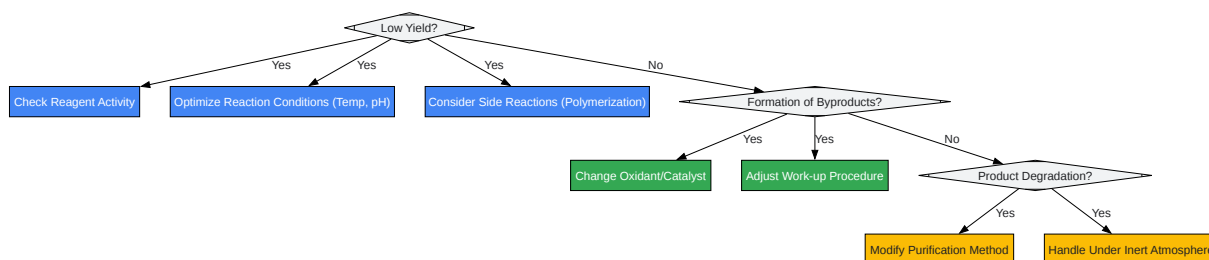 Low Yield?
Yes
Yes
Yes
No
Check Reagent Activity
Optimize Reaction Conditions (Temp, pH)
Consider Side Reactions (Polymerization)
Formation of Byproducts?
Yes
Yes
No
Change Oxidant/Catalyst
Adjust Work-up Procedure
Product Degradation?
Yes
Yes
Modify Purification Method
Handle Under Inert Atmosphere